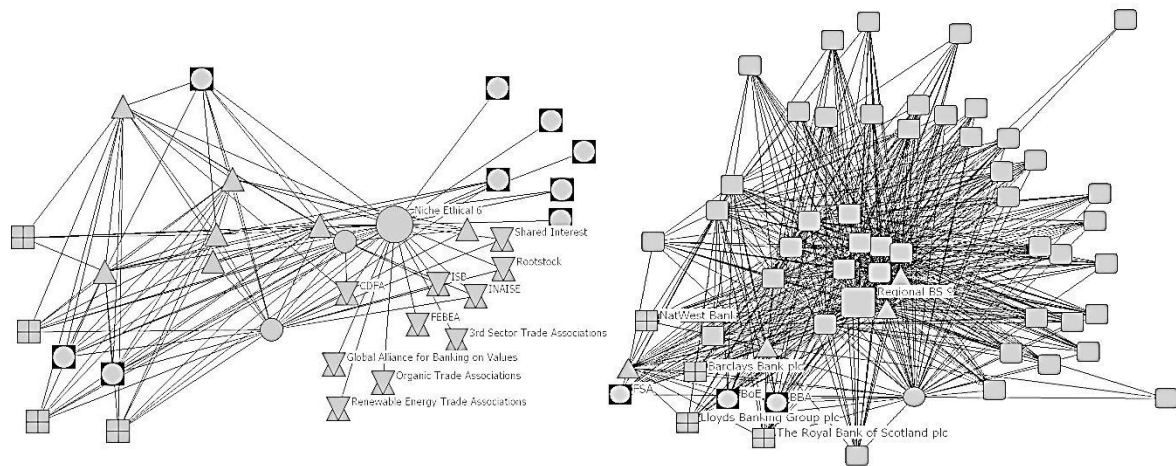 Niche Ethical 6
Shared Interest
Rootstock
ISB
INAISE
CDFA
FEBEA
3rd Sector Trade Associations
Global Alliance for Banking on Values
Organic Trade Associations
Renewable Energy Trade Associations
Regional BS 9
NatWest Bank
Barclays Bank plc
FSA
BoE
BBA
Lloyds Banking Group plc
The Royal Bank of Scotland plc